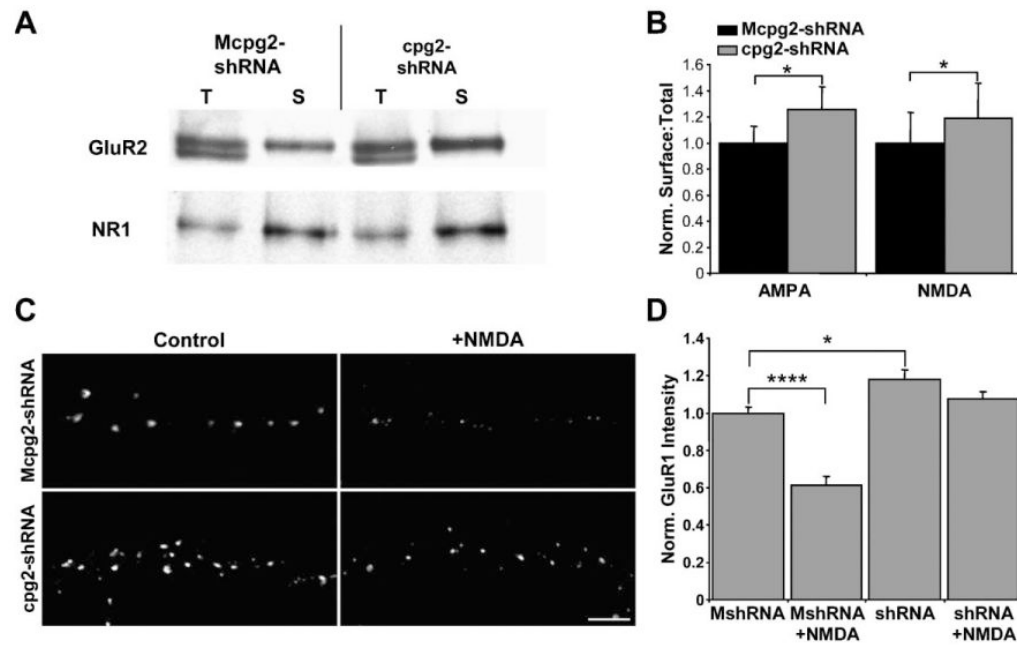 A
Mcpg2-
shRNA
cpg2-
shRNA
T S T S
GluR2
NR1
B
Mcpg2-shRNA
cpg2-shRNA
Norm. Surface:Total
1.6
1.4
1.2
1.0
0.8
0.6
0.4
0.2
0
* *
AMPA NMDA
C
Control +NMDA
Mcpg2-shRNA
cpg2-shRNA
D
Norm. GluR1 Intensity
1.4
1.2
1
0.8
0.6
0.4
0
*
****
MshRNA MshRNA shRNA shRNA
+NMDA +NMDA